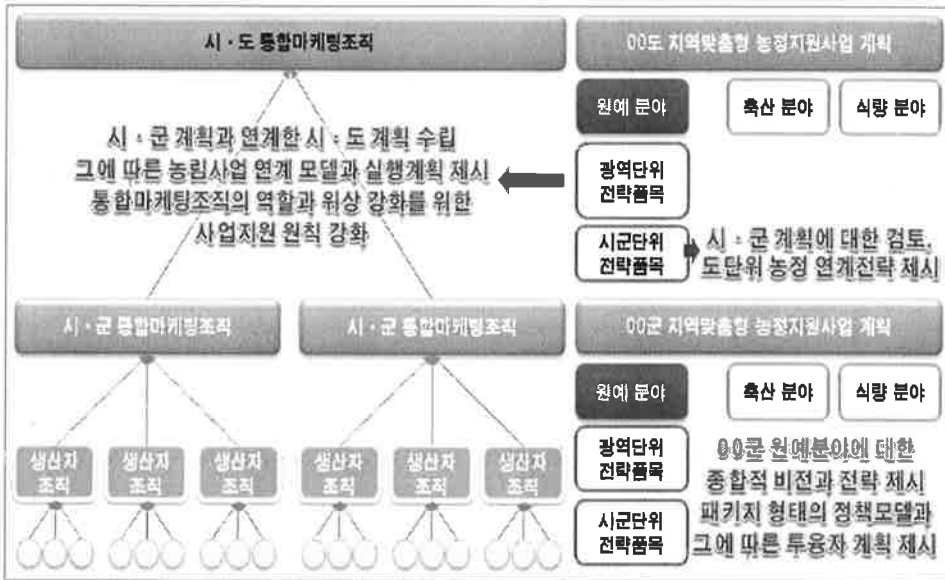 시·도 통합마케팅조직
00도 지역맞춤형 농정지원사업 계획
원예 분야
축산 분야
식량 분야
시·군 계획과 연계한 시·도 계획 수립
그에 따른 농림사업 연계 모델과 실행계획 제시
통합마케팅조직의 역할과 위상 강화를 위한
사업지원 원칙 강화
광역단위
전략품목
시군단위
전략품목
시·군 계획에 대한 검토,
도단위 농정 연계전략 제시
시·군 통합마케팅조직
시·군 통합마케팅조직
00군 지역맞춤형 농정지원사업 계획
원예 분야
축산 분야
식량 분야
생산자
조직
생산자
조직
생산자
조직
생산자
조직
생산자
조직
생산자
조직
광역단위
전략품목
시군단위
전략품목
00군 원예분야에 대한
종합적 비전과 전략 제시
패키지 형태의 정책모델과
그에 따른 투융자 계획 제시